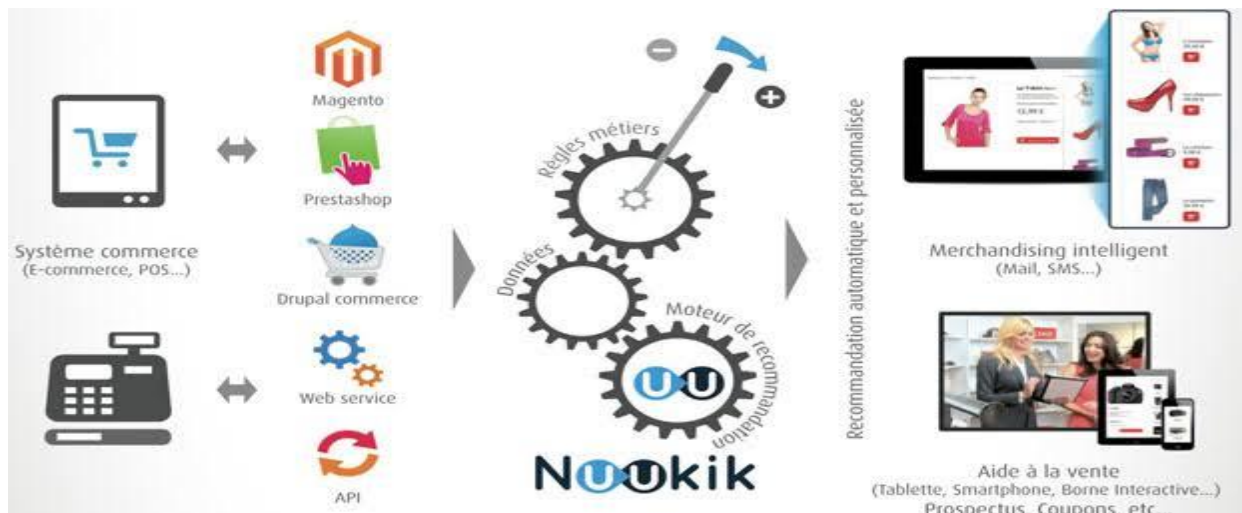 Système commerce
(E-commerce, POS...)
Magento
Prestashop
Drupal commerce
Web service
API
Règles métiers
Données
Moteur de recommandation
Nuukik
Recommandation automatique et personnalisée
Merchandising intelligent
(Mail, SMS...)
Aide à la vente
(Tablette, Smartphone, Borne Interactive...)
Prospectus, Coupons, etc...